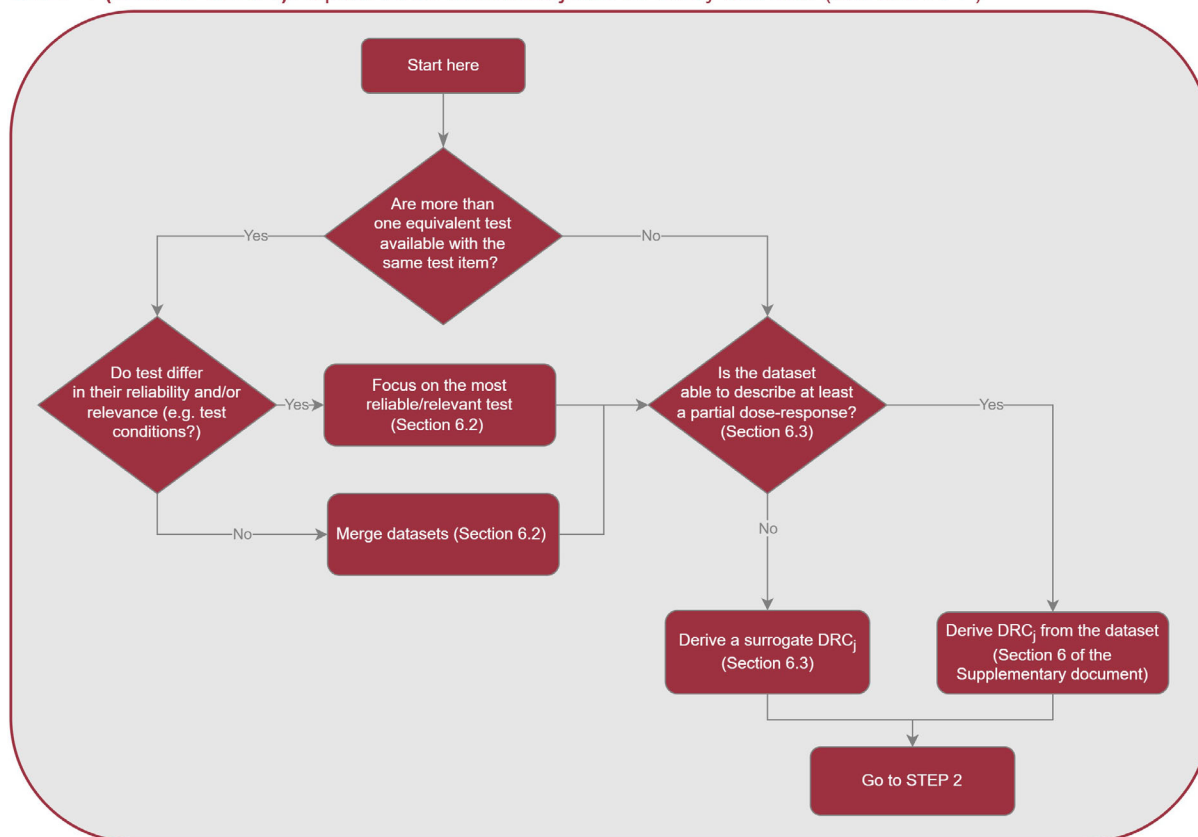 Start here
Are more than
one equivalent test
available with the
same test item?
Yes
No
Do test differ
in their reliability and/or
relevance (e.g. test
conditions?)
Yes
Focus on the most
reliable/relevant test
(Section 6.2)
Is the dataset
able to describe at least
a partial dose-response?
(Section 6.3)
Yes
No
Merge datasets (Section 6.2)
No
Derive a surrogate DRCj
(Section 6.3)
Derive DRCj from the dataset
(Section 6 of the
Supplementary document)
Go to STEP 2